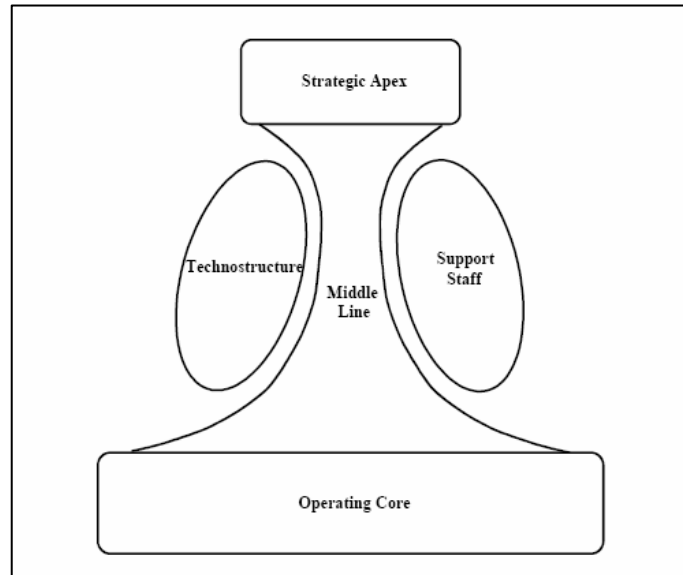 Strategic Apex
Technostructure
Middle
Line
Support
Staff
Operating Core